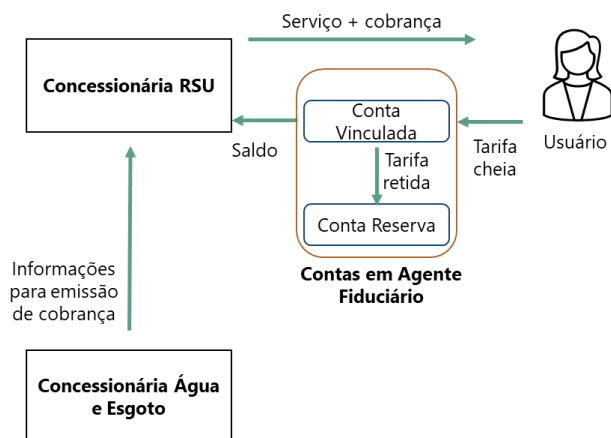 Serviço + cobrança
Concessionária RSU
Conta
Vinculada
Usuário
Saldo
Tarifa
retida
Tarifa
cheia
Conta Reserva
Contas em Agente
Fiduciário
Informações
para emissão
de cobrança
Concessionária Água
e Esgoto